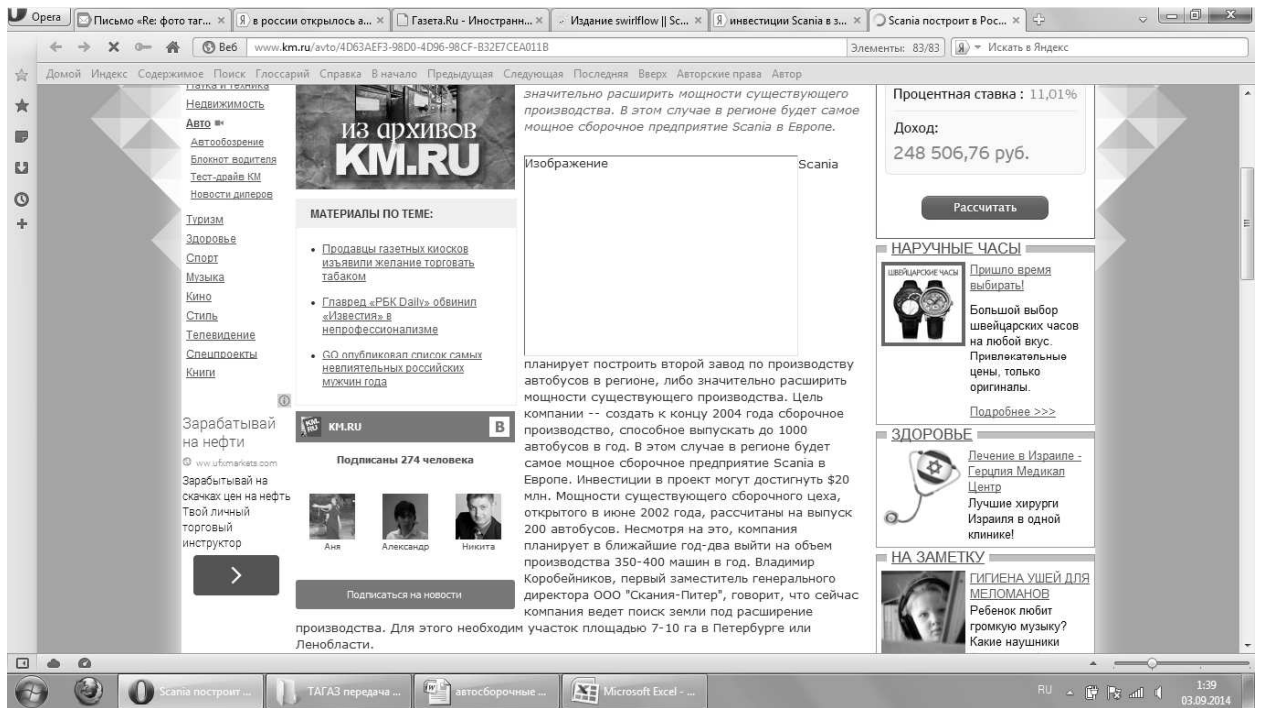 Opera
Письмо «Re: фото таг...
в россии открылось а...
Газета.Ru - Иностранн...
Издание swirlflow || Sc...
инвестиции Scania в з...
Scania построит в Рос...
Веб
www.km.ru/avto/4D63AEF3-98D0-4D96-98CF-B32E7CEA011B
Элементы: 83/83
Искать в Яндекс
Домой Индекс Содержимое Поиск Глоссарий Справка В начало Предыдущая Следующая Последняя Вверх Авторские права Автор
Наука и техника
Недвижимость
Авто
Автообозрение
Блокнот водителя
Тест-драйв КМ
Новости дилеров
Туризм
Здоровье
Спорт
Музыка
Кино
Стиль
Телевидение
Спецпроекты
Книги
Зарабатывай
на нефти
ww.ufxmarkets.com
Зарабытывай на
скачках цен на нефть
Твой личный
торговый
инструктор
из архивов
KM.RU
МАТЕРИАЛЫ ПО ТЕМЕ:
• Продавцы газетных киосков
изъявили желание торговать
табаком
• Главред «РБК Daily» обвинил
«Известия» в
непрофессионализме
• GQ опубликовал список самых
невлиятельных российских
мужчин года
KM.RU
KM.RU
B
Подписаны 274 человека
Аня
Александр
Никита
Подписаться на новости
значительно расширить мощности существующего
производства. В этом случае в регионе будет самое
мощное сборочное предприятие Scania в Европе.
Изображение
Scania
планирует построить второй завод по производству
автобусов в регионе, либо значительно расширить
мощности существующего производства. Цель
компании -- создать к концу 2004 года сборочное
производство, способное выпускать до 1000
автобусов в год. В этом случае в регионе будет
самое мощное сборочное предприятие Scania в
Европе. Инвестиции в проект могут достигнуть $20
млн. Мощности существующего сборочного цеха,
открытого в июне 2002 года, рассчитаны на выпуск
200 автобусов. Несмотря на это, компания
планирует в ближайшие год-два выйти на объем
производства 350-400 машин в год. Владимир
Коробейников, первый заместитель генерального
директора ООО "Скания-Питер", говорит, что сейчас
компания ведет поиск земли под расширение
производства. Для этого необходим участок площадью 7-10 га в Петербурге или
Ленобласти.
Процентная ставка : 11,01%
Доход:
248 506,76 руб.
Рассчитать
НАРУЧНЫЕ ЧАСЫ
ШВЕЙЦАРСКИЕ ЧАСЫ
Пришло время
выбирать!
Большой выбор
швейцарских часов
на любой вкус.
Привлекательные
цены, только
оригиналы.
Подробнее >>>
ЗДОРОВЬЕ
Лечение в Израиле -
Герцлия Медикал
Центр
Лучшие хирурги
Израиля в одной
клинике!
НА ЗАМЕТКУ
ГИГИЕНА УШЕЙ ДЛЯ
МЕЛОМАНОВ
Ребенок любит
громкую музыку?
Какие наушники
Scania построит ...
ТАГАЗ передача ...
автосборочные ...
Microsoft Excel - ...
RU
1:39
03.09.2014